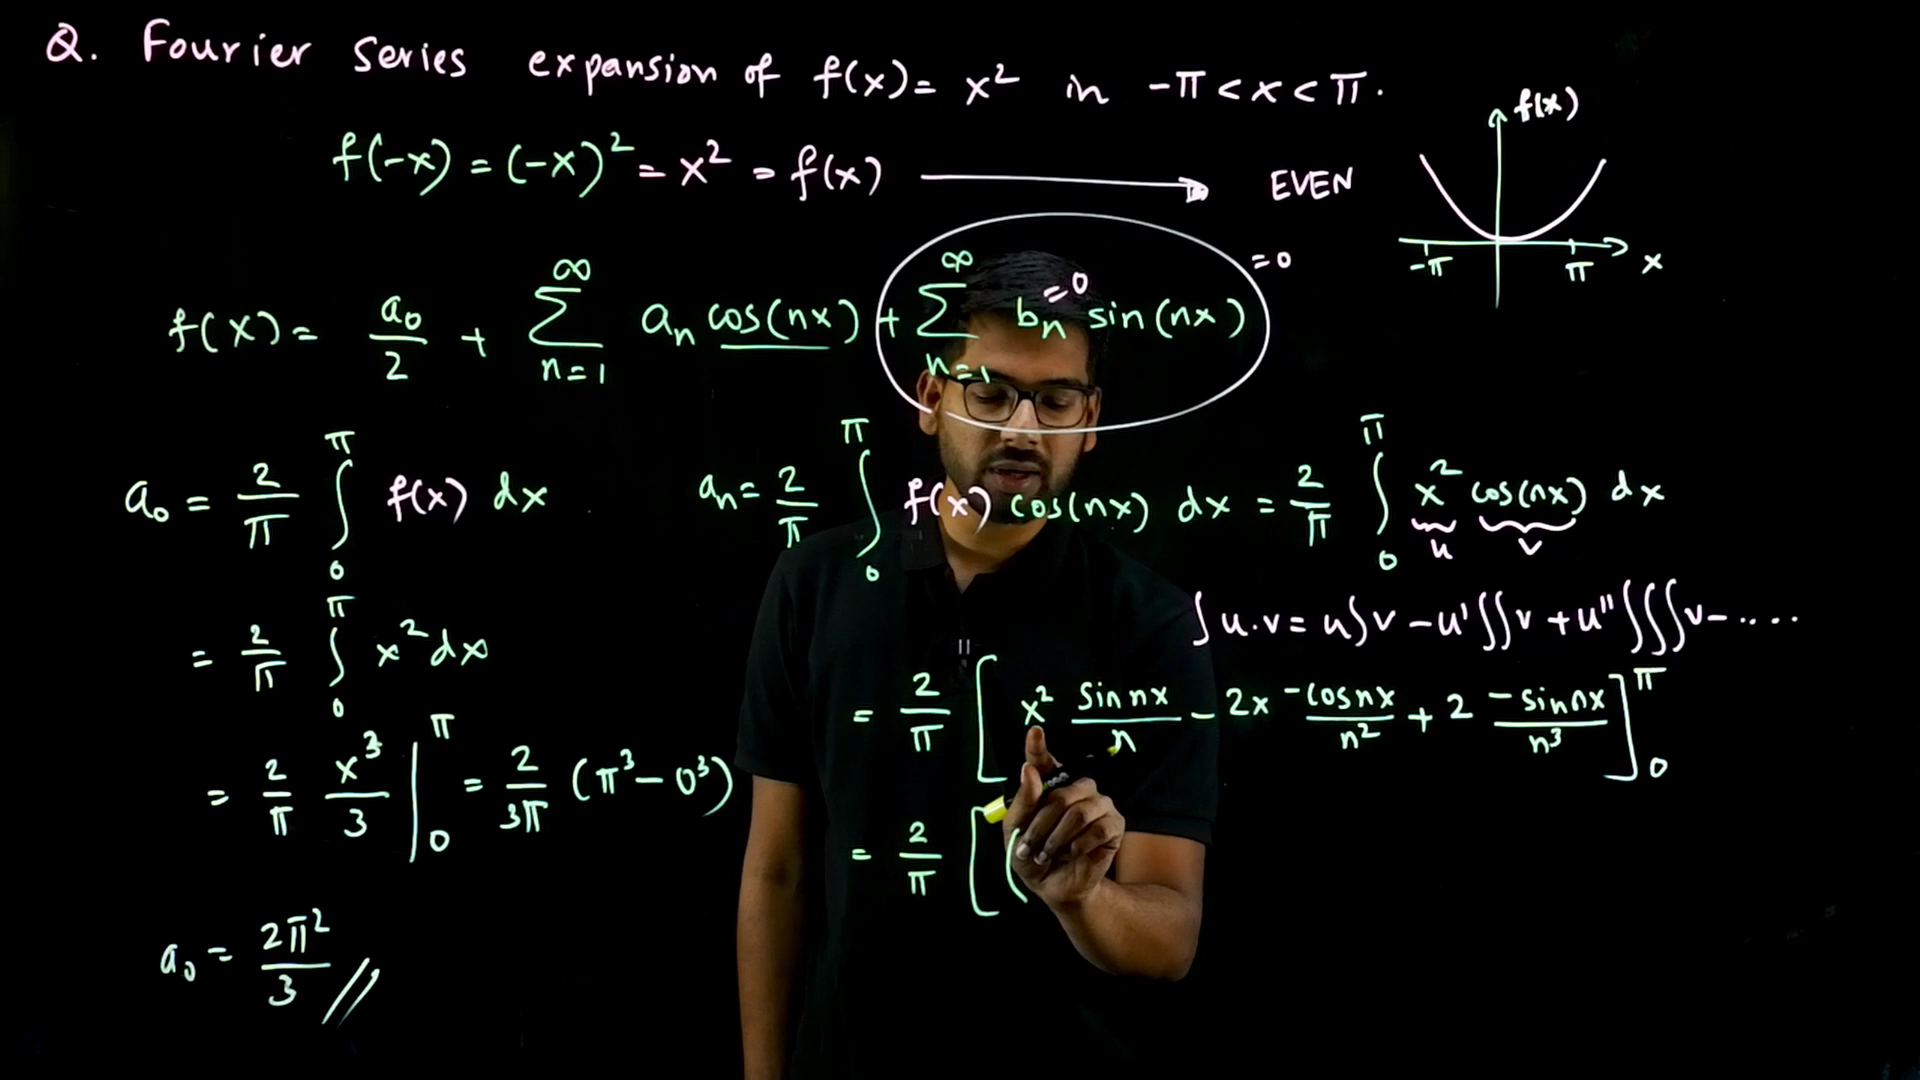 Q. Fourier Series expansion of f(x) = x² in -π < x < π.
f(-x) = (-x)² = x² = f(x) → EVEN
f(x)
-π π x
f(x) = a₀/2 + ∑_{n=1}^{∞} aₙ cos(nx) + ∑_{n=1}^{∞} bₙ sin(nx)
=0
=0
a₀ = 2/π ∫₀^π f(x) dx
= 2/π ∫₀^π x² dx
= 2/π x³/3 |₀^π = 2/3π (π³ - 0³)
a₀ = 2π²/3 //
aₙ = 2/π ∫₀^π f(x) cos(nx) dx = 2/π ∫₀^π x² cos(nx) dx
u v
∫u.v = u∫v - u'∫∫v + u''∫∫∫v - ....
= 2/π [ x² sin nx/n - 2x -cos nx/n² + 2 -sin nx/n³ ]₀^π
= 2/π [ (